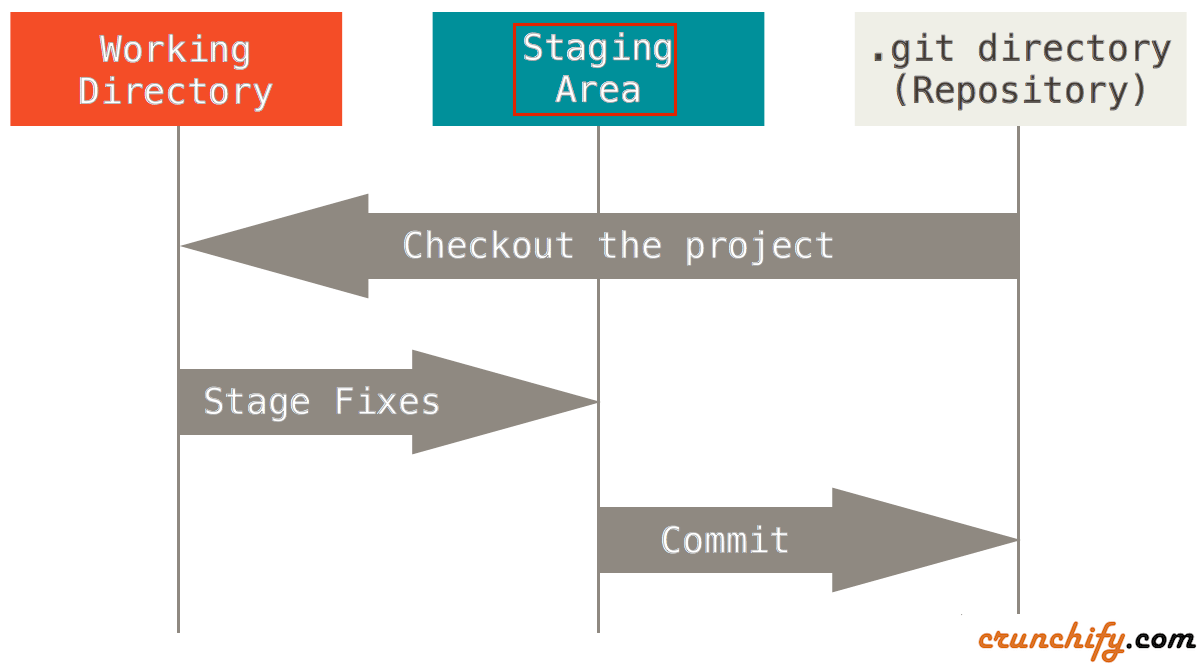 Working
Directory
Staging
Area
.git directory
(Repository)
Checkout the project
Stage Fixes
Commit
crunchify.com